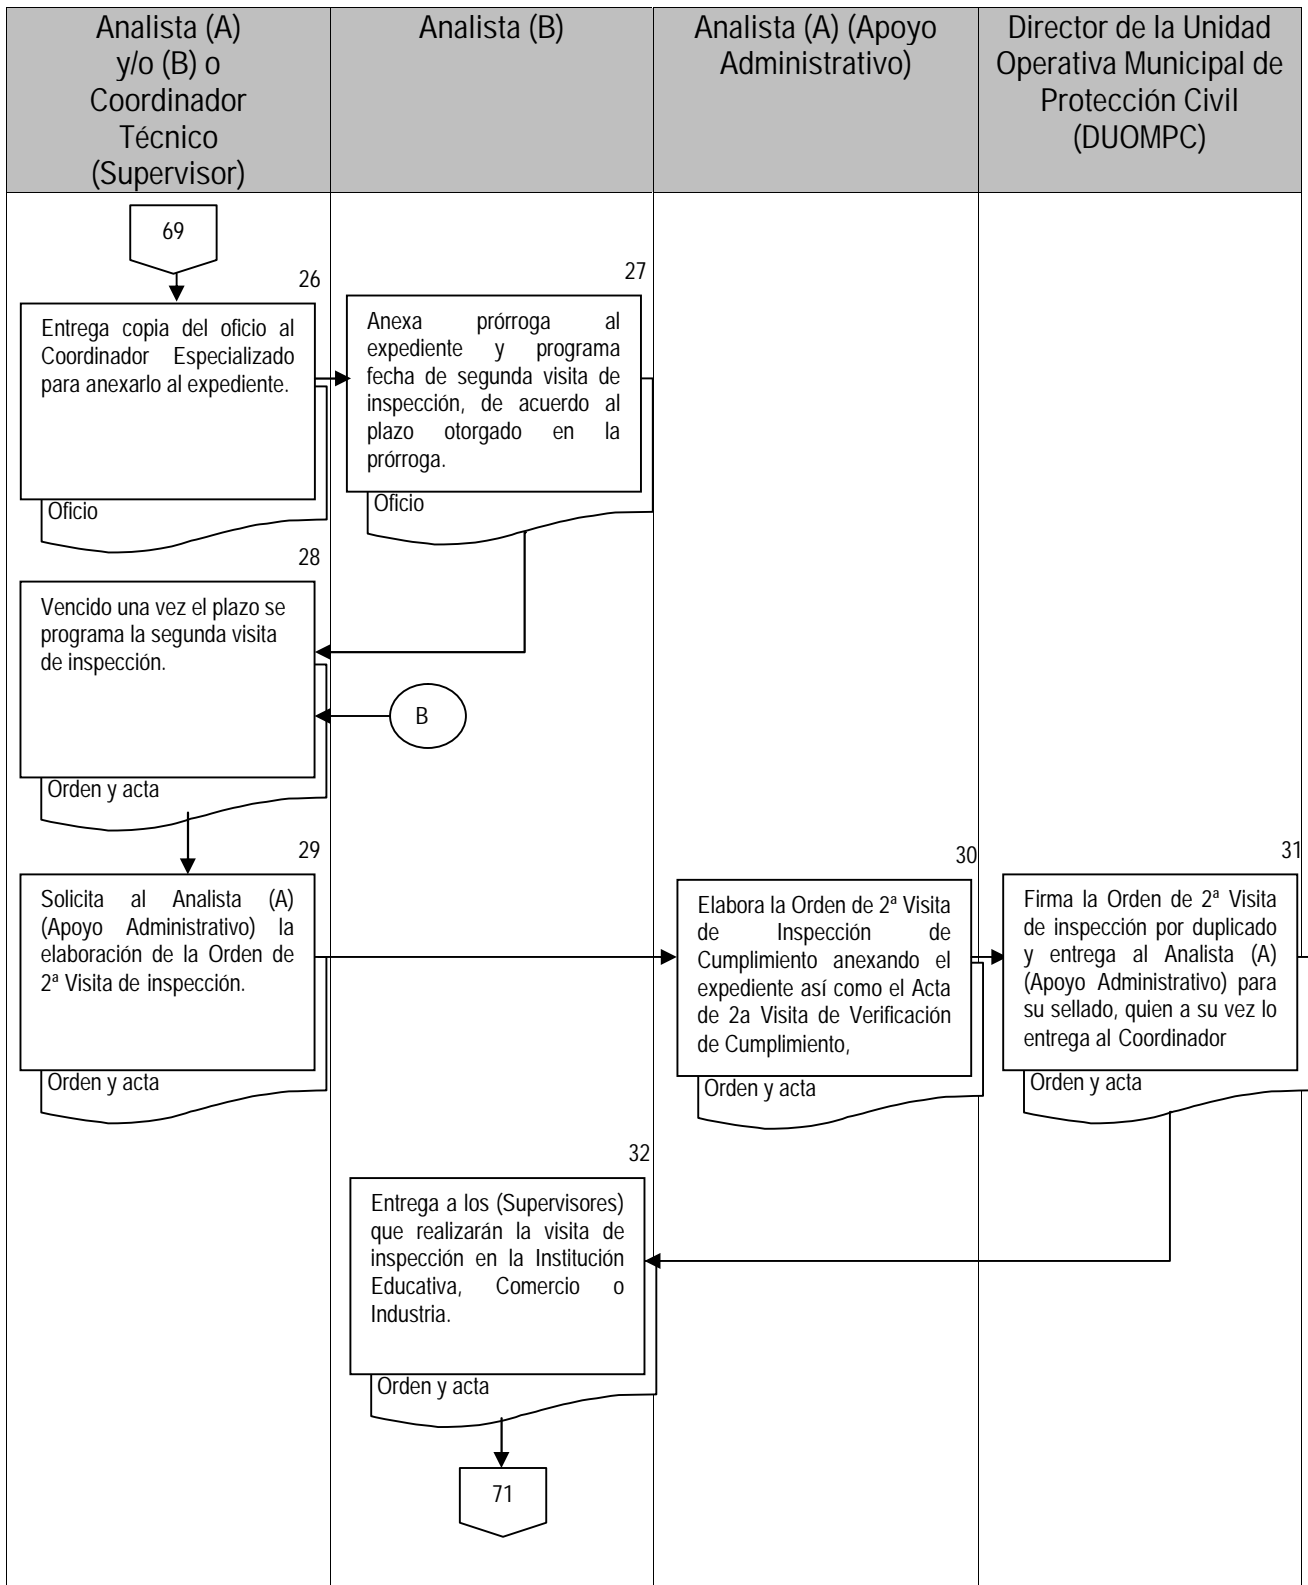 Analista (A)
y/o (B) o
Coordinador
Técnico
(Supervisor)
Analista (B)
Analista (A) (Apoyo
Administrativo)
Director de la Unidad
Operativa Municipal de
Protección Civil
(DUOMPC)
69
26
Entrega copia del oficio al
Coordinador Especializado
para anexarlo al expediente.
Oficio
27
Anexa prórroga al
expediente y programa
fecha de segunda visita de
inspección, de acuerdo al
plazo otorgado en la
prórroga.
Oficio
28
Vencido una vez el plazo se
programa la segunda visita
de inspección.
Orden y acta
B
29
Solicita al Analista (A)
(Apoyo Administrativo) la
elaboración de la Orden de
2ª Visita de inspección.
Orden y acta
30
Elabora la Orden de 2ª Visita
de Inspección de
Cumplimiento anexando el
expediente así como el Acta
de 2a Visita de Verificación
de Cumplimiento,
Orden y acta
31
Firma la Orden de 2ª Visita
de inspección por duplicado
y entrega al Analista (A)
(Apoyo Administrativo) para
su sellado, quien a su vez lo
entrega al Coordinador
Orden y acta
32
Entrega a los (Supervisores)
que realizarán la visita de
inspección en la Institución
Educativa, Comercio o
Industria.
Orden y acta
71